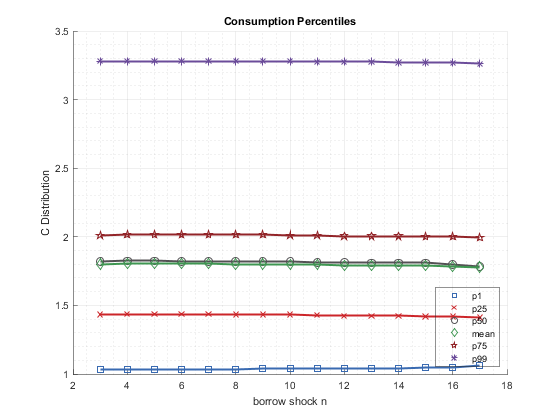 Consumption Percentiles
3.5
3
2.5
2
1.5
1
C Distribution
2 4 6 8 10 12 14 16 18
borrow shock n
p1
p25
p50
mean
p75
p99